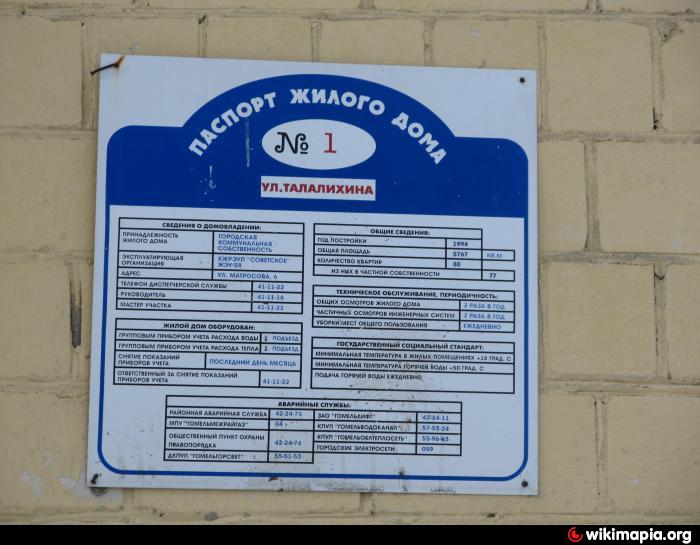 ПАСПОРТ ЖИЛОГО ДОМА
№ 1
УЛ.ТАЛАЛИХИНА
СВЕДЕНИЯ О ДОМОВЛАДЕНИИ:
ПРИНАДЛЕЖНОСТЬ ЖИЛОГО ДОМА ГОРОДСКАЯ КОММУНАЛЬНАЯ СОБСТВЕННОСТЬ
ЭКСПЛУАТИРУЮЩАЯ ОРГАНИЗАЦИЯ КЖРЭУП "СОВЕТСКОЕ" ЖЭУ-28
АДРЕС УЛ. МАТРОСОВА, 6
ТЕЛЕФОН ДИСПЕТЧЕРСКОЙ СЛУЖБЫ 41-11-22
РУКОВОДИТЕЛЬ 41-11-16
МАСТЕР УЧАСТКА 41-11-22
ЖИЛОЙ ДОМ ОБОРУДОВАН:
ГРУППОВЫМ ПРИБОРОМ УЧЕТА РАСХОДА ВОДЫ 1 ПОДЪЕЗД
ГРУППОВЫМ ПРИБОРОМ УЧЕТА РАСХОДА ТЕПЛА 1 ПОДЪЕЗД
СНЯТИЕ ПОКАЗАНИЙ ПРИБОРОВ УЧЕТА ПОСЛЕДНИЙ ДЕНЬ МЕСЯЦА
ОТВЕТСТВЕННЫЙ ЗА СНЯТИЕ ПОКАЗАНИЙ ПРИБОРОВ УЧЕТА 41-11-22
ОБЩИЕ СВЕДЕНИЯ:
ГОД ПОСТРОЙКИ 1994
ОБЩАЯ ПЛОЩАДЬ 5767 КВ.М
КОЛИЧЕСТВО КВАРТИР 80
ИЗ НИХ В ЧАСТНОЙ СОБСТВЕННОСТИ 77
ТЕХНИЧЕСКОЕ ОБСЛУЖИВАНИЕ, ПЕРИОДИЧНОСТЬ:
ОБЩИХ ОСМОТРОВ ЖИЛОГО ДОМА 2 РАЗА В ГОД
ЧАСТИЧНЫХ ОСМОТРОВ ИНЖЕНЕРНЫХ СИСТЕМ 2 РАЗА В ГОД
УБОРКИ МЕСТ ОБЩЕГО ПОЛЬЗОВАНИЯ ЕЖЕДНЕВНО
ГОСУДАРСТВЕННЫЙ СОЦИАЛЬНЫЙ СТАНДАРТ:
МИНИМАЛЬНАЯ ТЕМПЕРАТУРА В ЖИЛЫХ ПОМЕЩЕНИЯХ +18 ГРАД. С
МИНИМАЛЬНАЯ ТЕМПЕРАТУРА ГОРЯЧЕЙ ВОДЫ +50 ГРАД. С
ПОДАЧА ГОРЯЧЕЙ ВОДЫ ЕЖЕДНЕВНО
АВАРИЙНЫЕ СЛУЖБЫ:
РАЙОННАЯ АВАРИЙНАЯ СЛУЖБА 42-24-75
МПУ "ГОМЕЛЬМЕЖРАЙГАЗ" 04
ОБЩЕСТВЕННЫЙ ПУНКТ ОХРАНЫ ПРАВОПОРЯДКА 42-24-74
ДКПУП "ГОМЕЛЬГОРСВЕТ" 55-51-53
ЗАО "ГОМЕЛЬЛИФТ" 42-64-11
КПУП "ГОМЕЛЬВОДОКАНАЛ" 57-53-24
КПУП "ГОМЕЛЬОБЛТЕПЛОСЕТЬ"
ГОРОДСКИЕ ЭЛЕКТРОСЕТИ 059
wikimapia.org